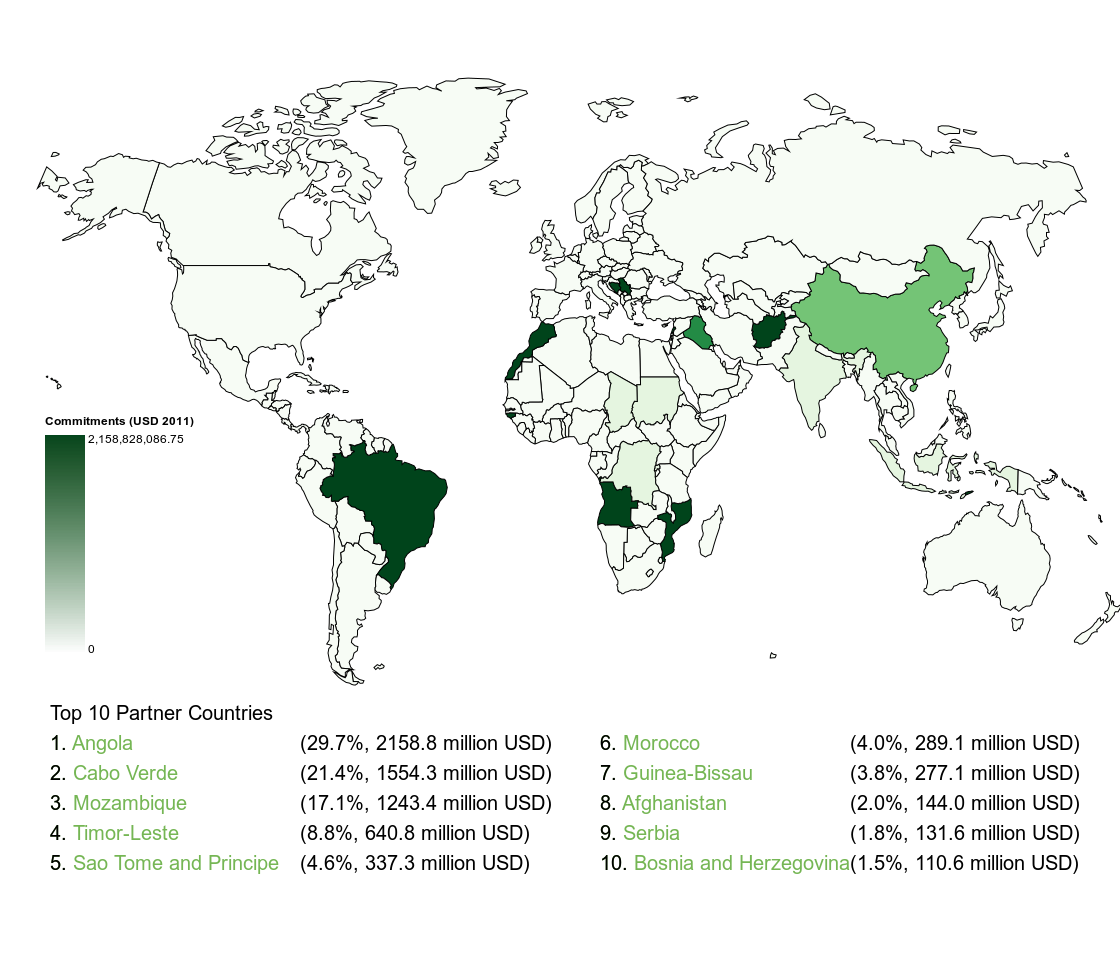 Commitments (USD 2011)
2,158,828,086.75
0
Top 10 Partner Countries
1. Angola (29.7%, 2158.8 million USD)
2. Cabo Verde (21.4%, 1554.3 million USD)
3. Mozambique (17.1%, 1243.4 million USD)
4. Timor-Leste (8.8%, 640.8 million USD)
5. Sao Tome and Principe (4.6%, 337.3 million USD)
6. Morocco (4.0%, 289.1 million USD)
7. Guinea-Bissau (3.8%, 277.1 million USD)
8. Afghanistan (2.0%, 144.0 million USD)
9. Serbia (1.8%, 131.6 million USD)
10. Bosnia and Herzegovina(1.5%, 110.6 million USD)